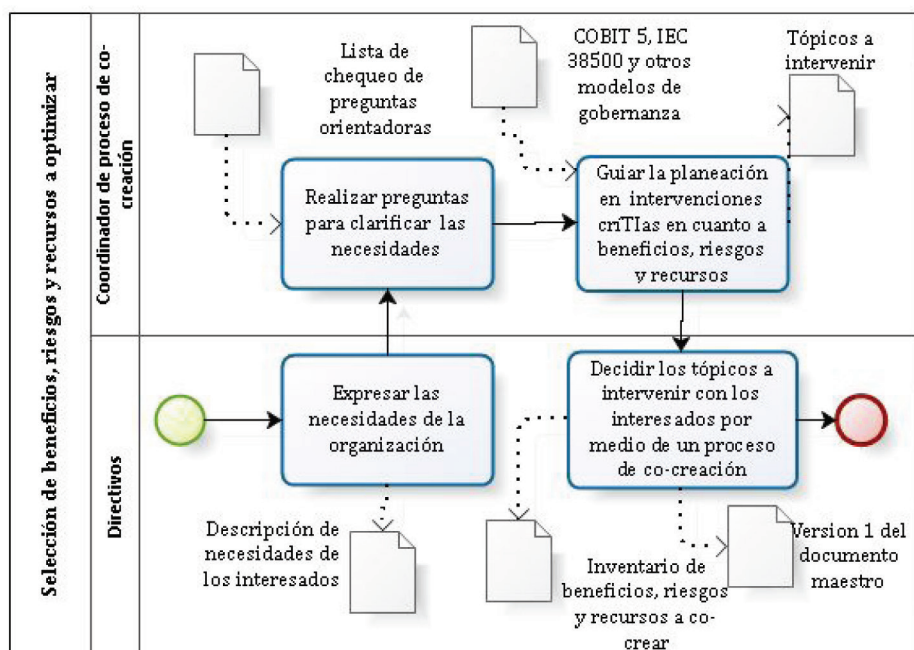 Selección de beneficios, riesgos y recursos a optimizar
Coordinador de proceso de co-
creación
Lista de
chequeo de
preguntas
orientadoras
COBIT 5, IEC
38500 y otros
modelos de
gobernanza
Tópicos a
intervenir
Realizar preguntas
para clarificar las
necesidades
Guiar la planeación
en intervenciones
criTIas en cuanto a
beneficios, riesgos
y recursos
Directivos
Expresar las
necesidades de la
organización
Decidir los tópicos a
intervenir con los
interesados por
medio de un proceso
de co-creación
Descripción de
necesidades de
los interesados
Inventario de
beneficios, riesgos
y recursos a co-
crear
Version 1 del
documento
maestro